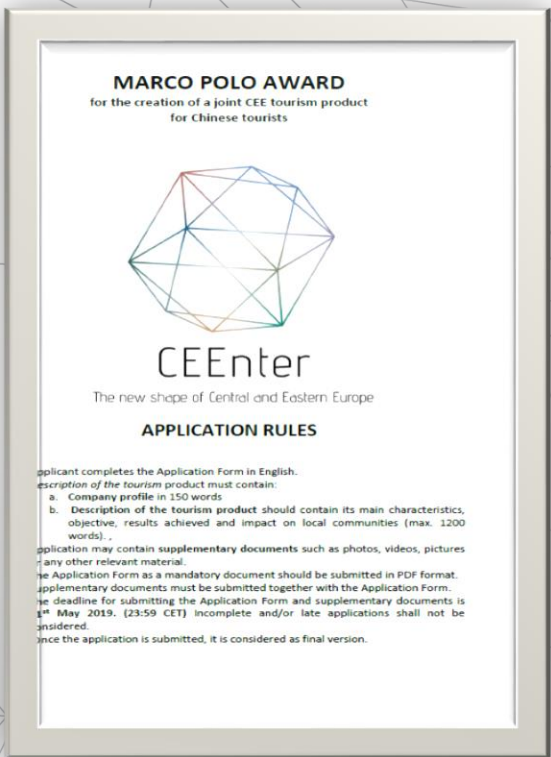 MARCO POLO AWARD
for the creation of a joint CEE tourism product
for Chinese tourists
CEEnter
The new shape of Central and Eastern Europe
APPLICATION RULES
pplicant completes the Application Form in English.
escription of the tourism product must contain:
a. Company profile in 150 words
b. Description of the tourism product should contain its main characteristics,
objective, results achieved and impact on local communities (max. 1200
words). ,
pplication may contain supplementary documents such as photos, videos, pictures
any other relevant material.
he Application Form as a mandatory document should be submitted in PDF format.
upplementary documents must be submitted together with the Application Form.
he deadline for submitting the Application Form and supplementary documents is
1st May 2019. (23:59 CET) Incomplete and/or late applications shall not be
onsidered.
nce the application is submitted, it is considered as final version.